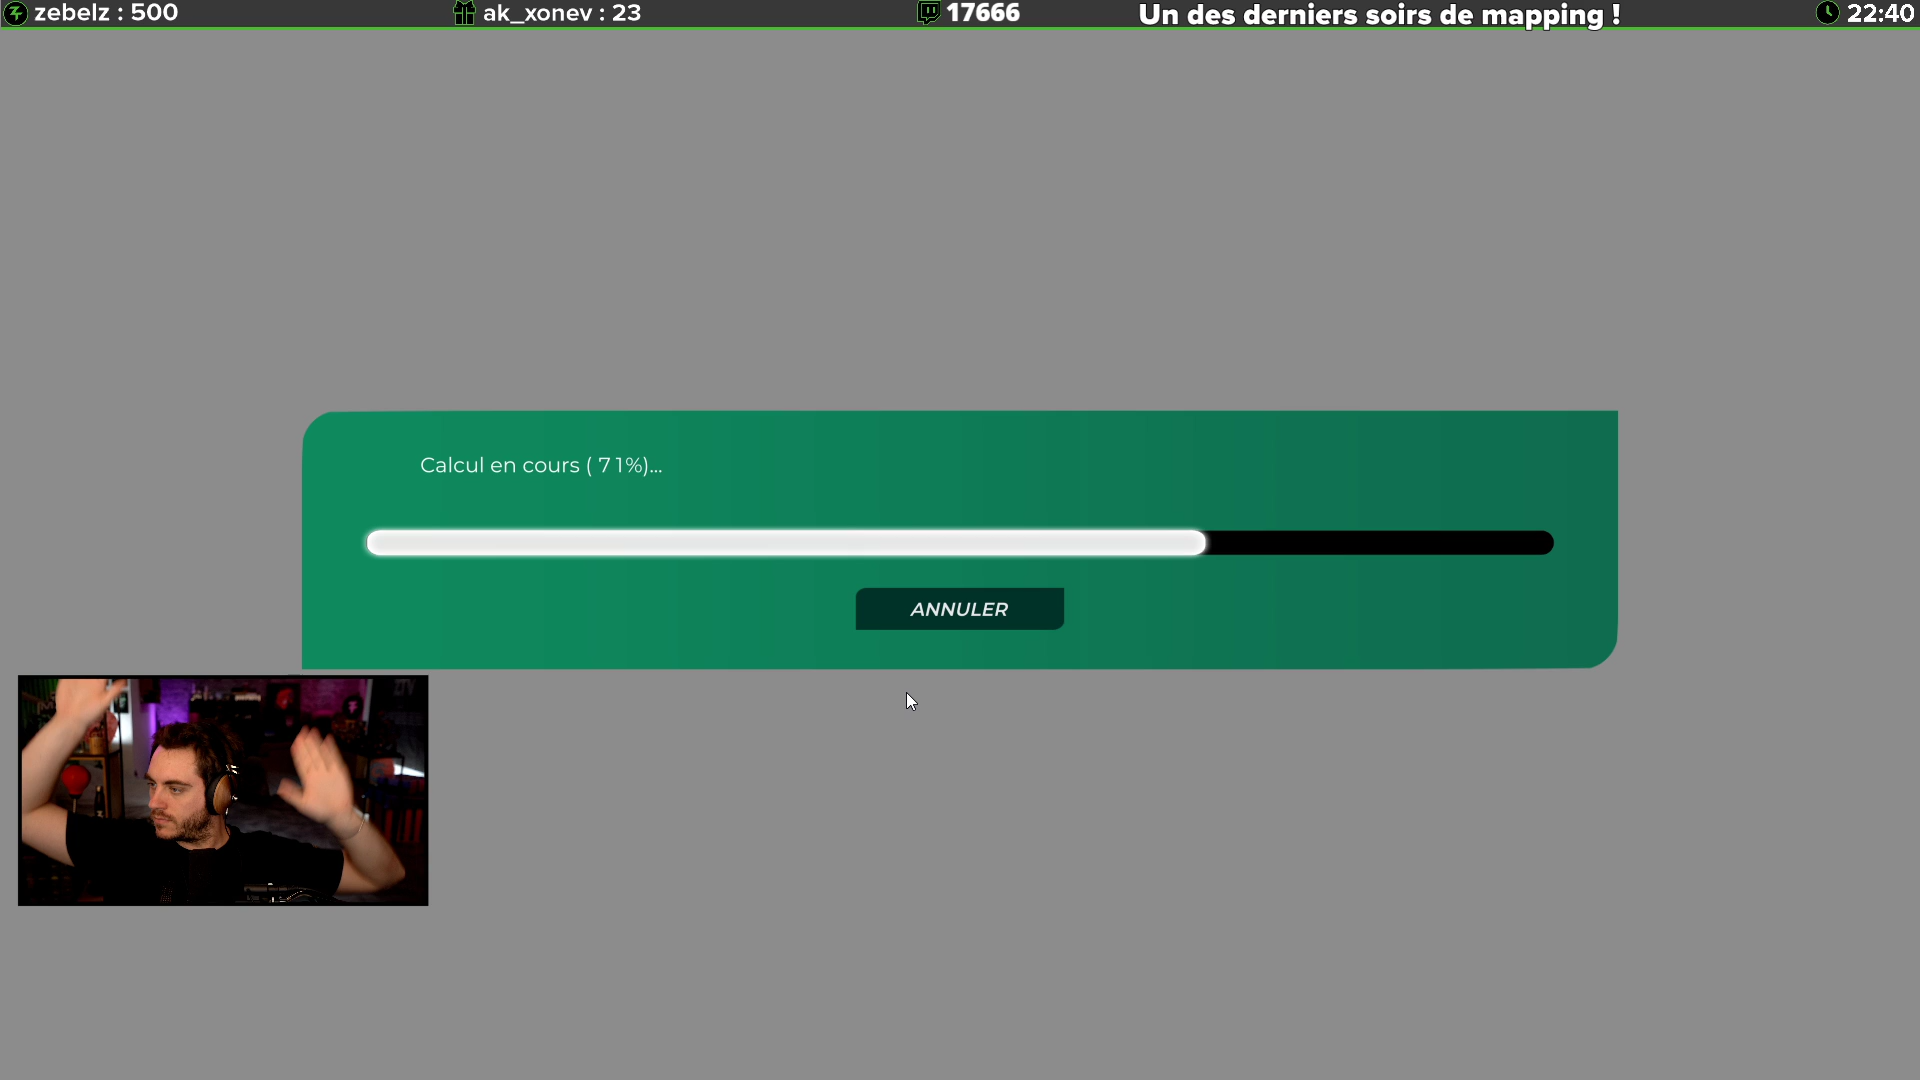 zebelz : 500
ak_xonev : 23
17666
Un des derniers soirs de mapping !
22:40
Calcul en cours ( 71%)...
ANNULER